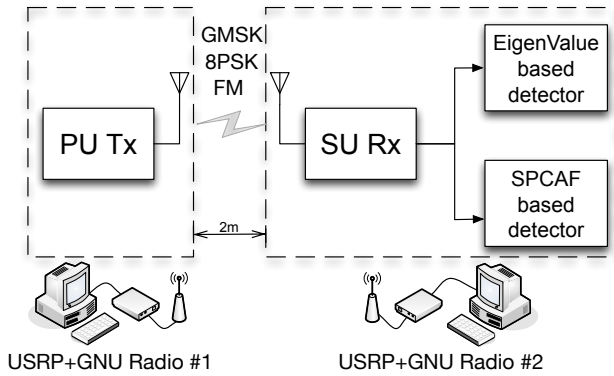 GMSK
8PSK
FM
EigenValue
based
detector
PU Tx
SU Rx
SPCAF
based
detector
2m
USRP+GNU Radio #1
USRP+GNU Radio #2